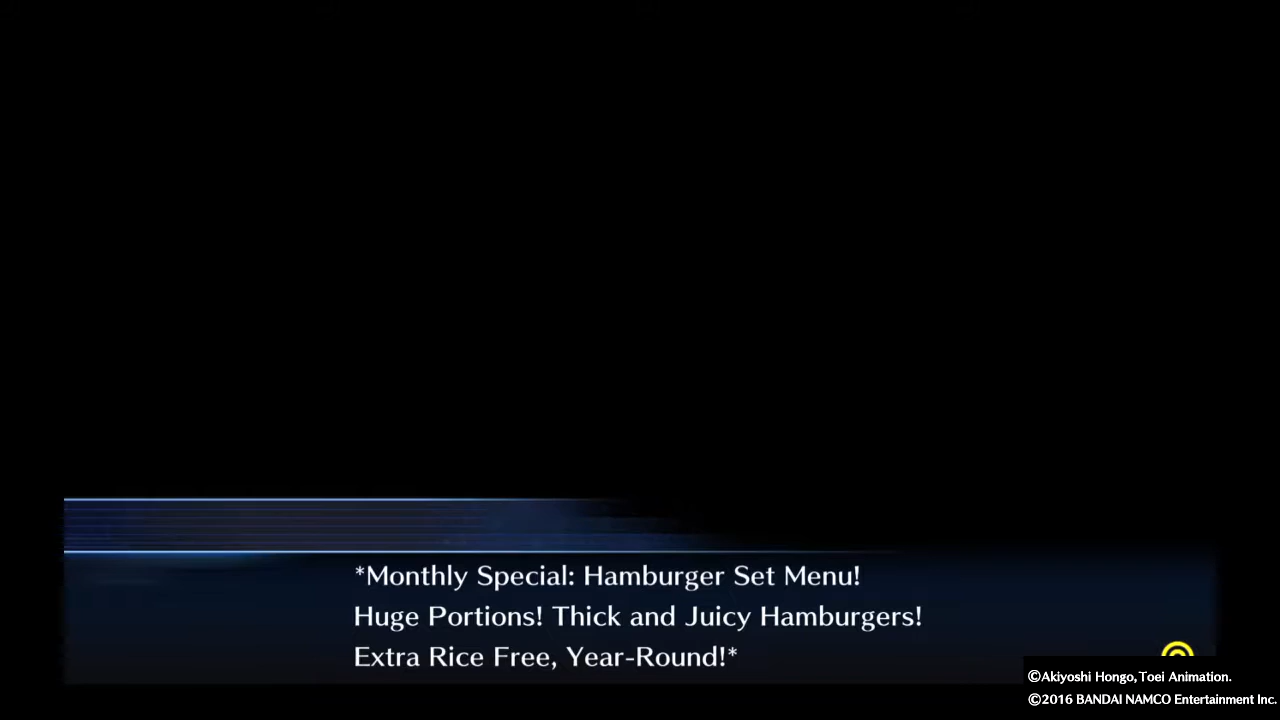 *Monthly Special: Hamburger Set Menu!
Huge Portions! Thick and Juicy Hamburgers!
Extra Rice Free, Year-Round!*
©Akiyoshi Hongo, Toei Animation.
©2016 BANDAI NAMCO Entertainment Inc.